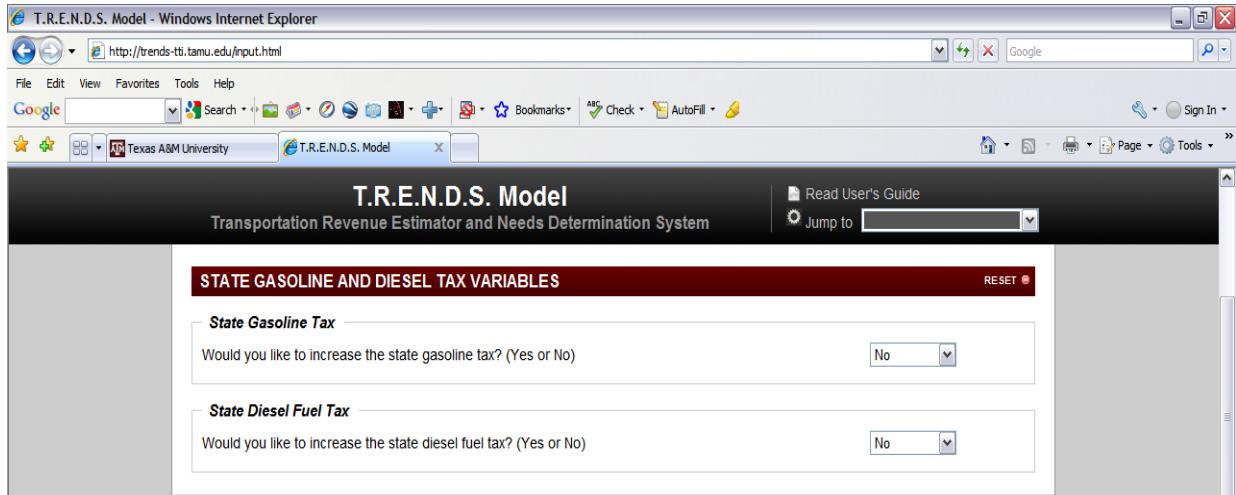 T.R.E.N.D.S. Model - Windows Internet Explorer
http://trends-tti.tamu.edu/input.html
Google
File Edit View Favorites Tools Help
Google Search Bookmarks ABC Check AutoFill Sign In
Texas A&M University T.R.E.N.D.S. Model X Page Tools »
T.R.E.N.D.S. Model
Transportation Revenue Estimator and Needs Determination System
Read User's Guide
Jump to
STATE GASOLINE AND DIESEL TAX VARIABLES RESET
State Gasoline Tax
Would you like to increase the state gasoline tax? (Yes or No) No
State Diesel Fuel Tax
Would you like to increase the state diesel fuel tax? (Yes or No) No